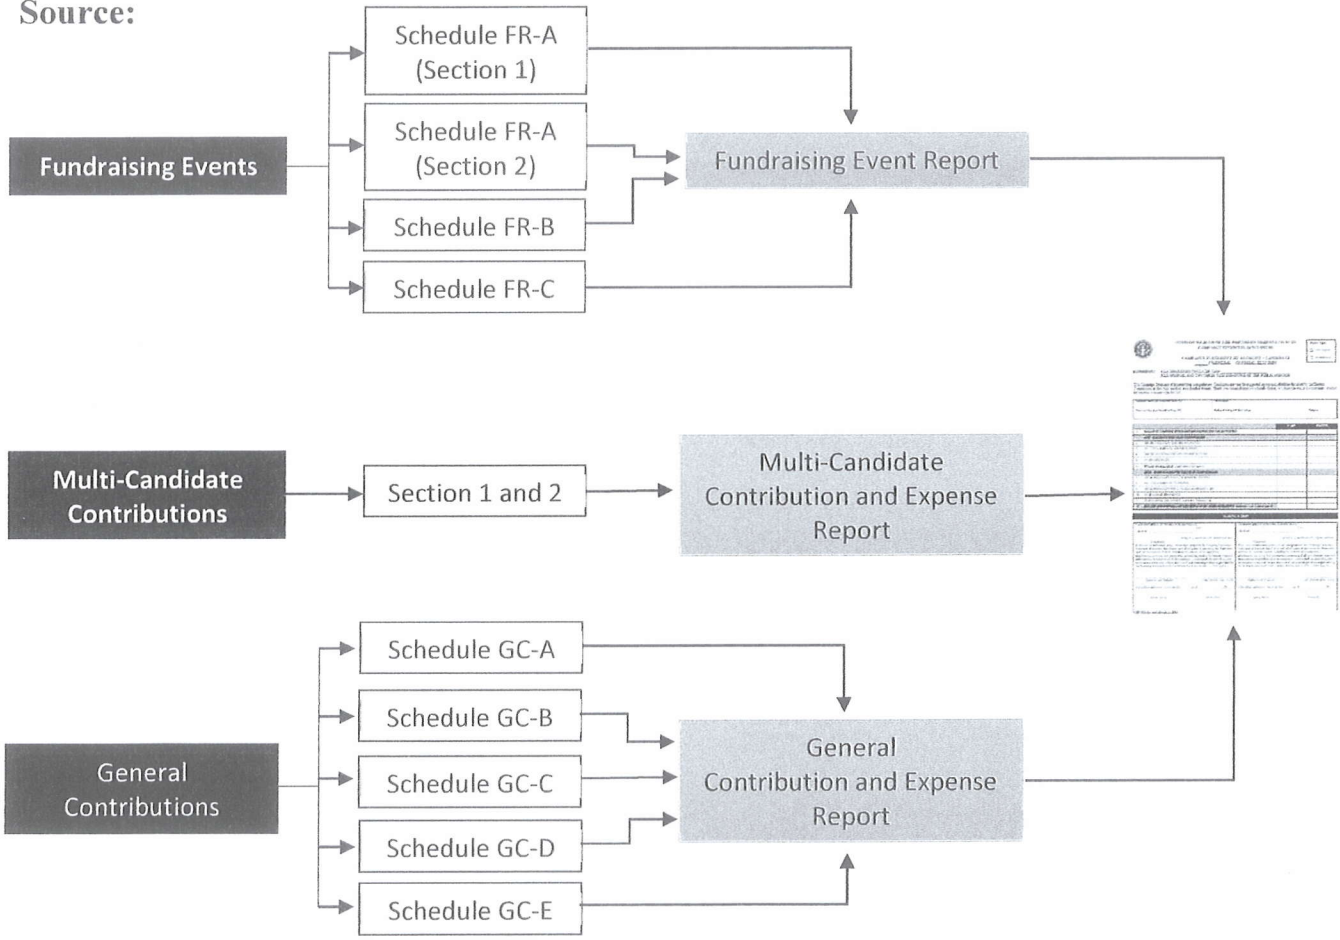 Source:
Schedule FR-A
(Section 1)
Schedule FR-A
(Section 2)
Fundraising Events
Fundraising Event Report
Schedule FR-B
Schedule FR-C
Multi-Candidate
Contributions
Section 1 and 2
Multi-Candidate
Contribution and Expense
Report
Schedule GC-A
Schedule GC-B
General
Contributions
Schedule GC-C
General
Contribution and Expense
Report
Schedule GC-D
Schedule GC-E